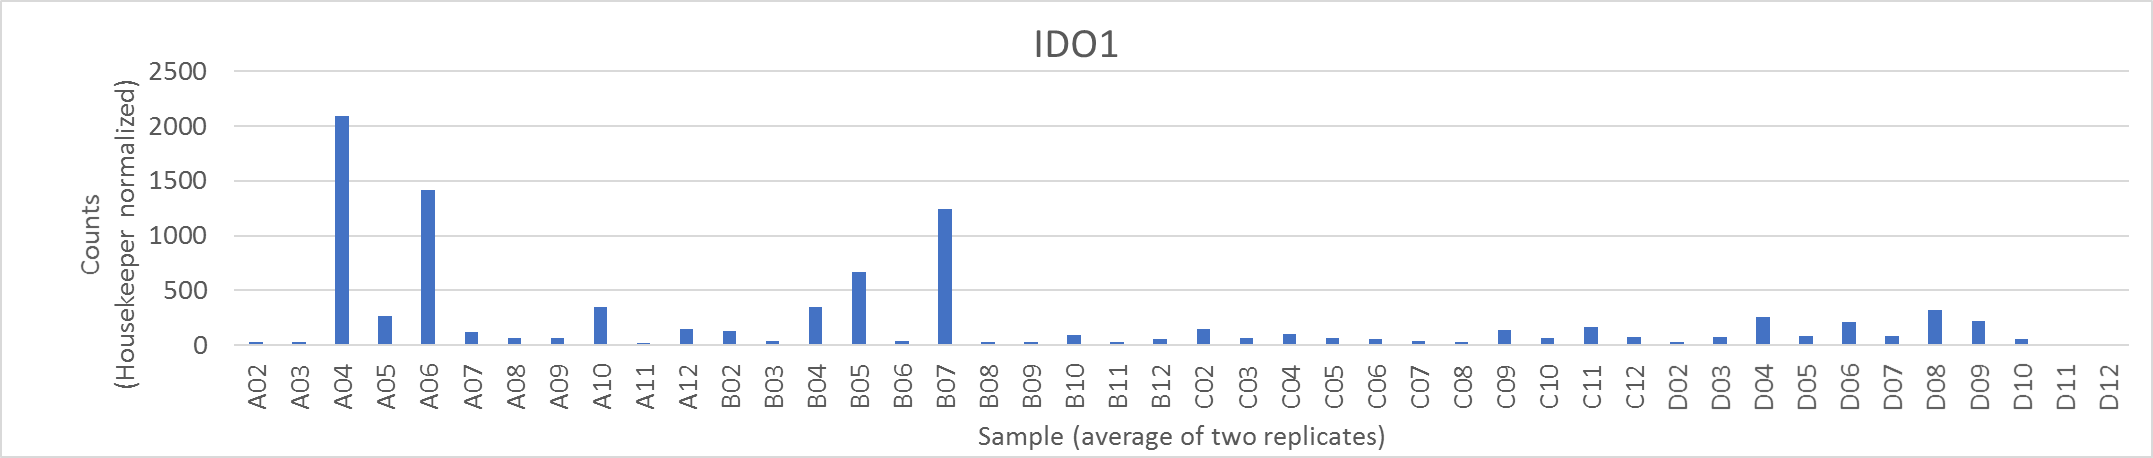 IDO1
2500
2000
1500
1000
500
0
Counts
(Housekeeper normalized)
A02 A03 A04 A05 A06 A07 A08 A09 A10 A11 A12 B02 B03 B04 B05 B06 B07 B08 B09 B10 B11 B12 C02 C03 C04 C05 C06 C07 C08 C09 C10 C11 C12 D02 D03 D04 D05 D06 D07 D08 D09 D10 D11 D12
Sample (average of two replicates)